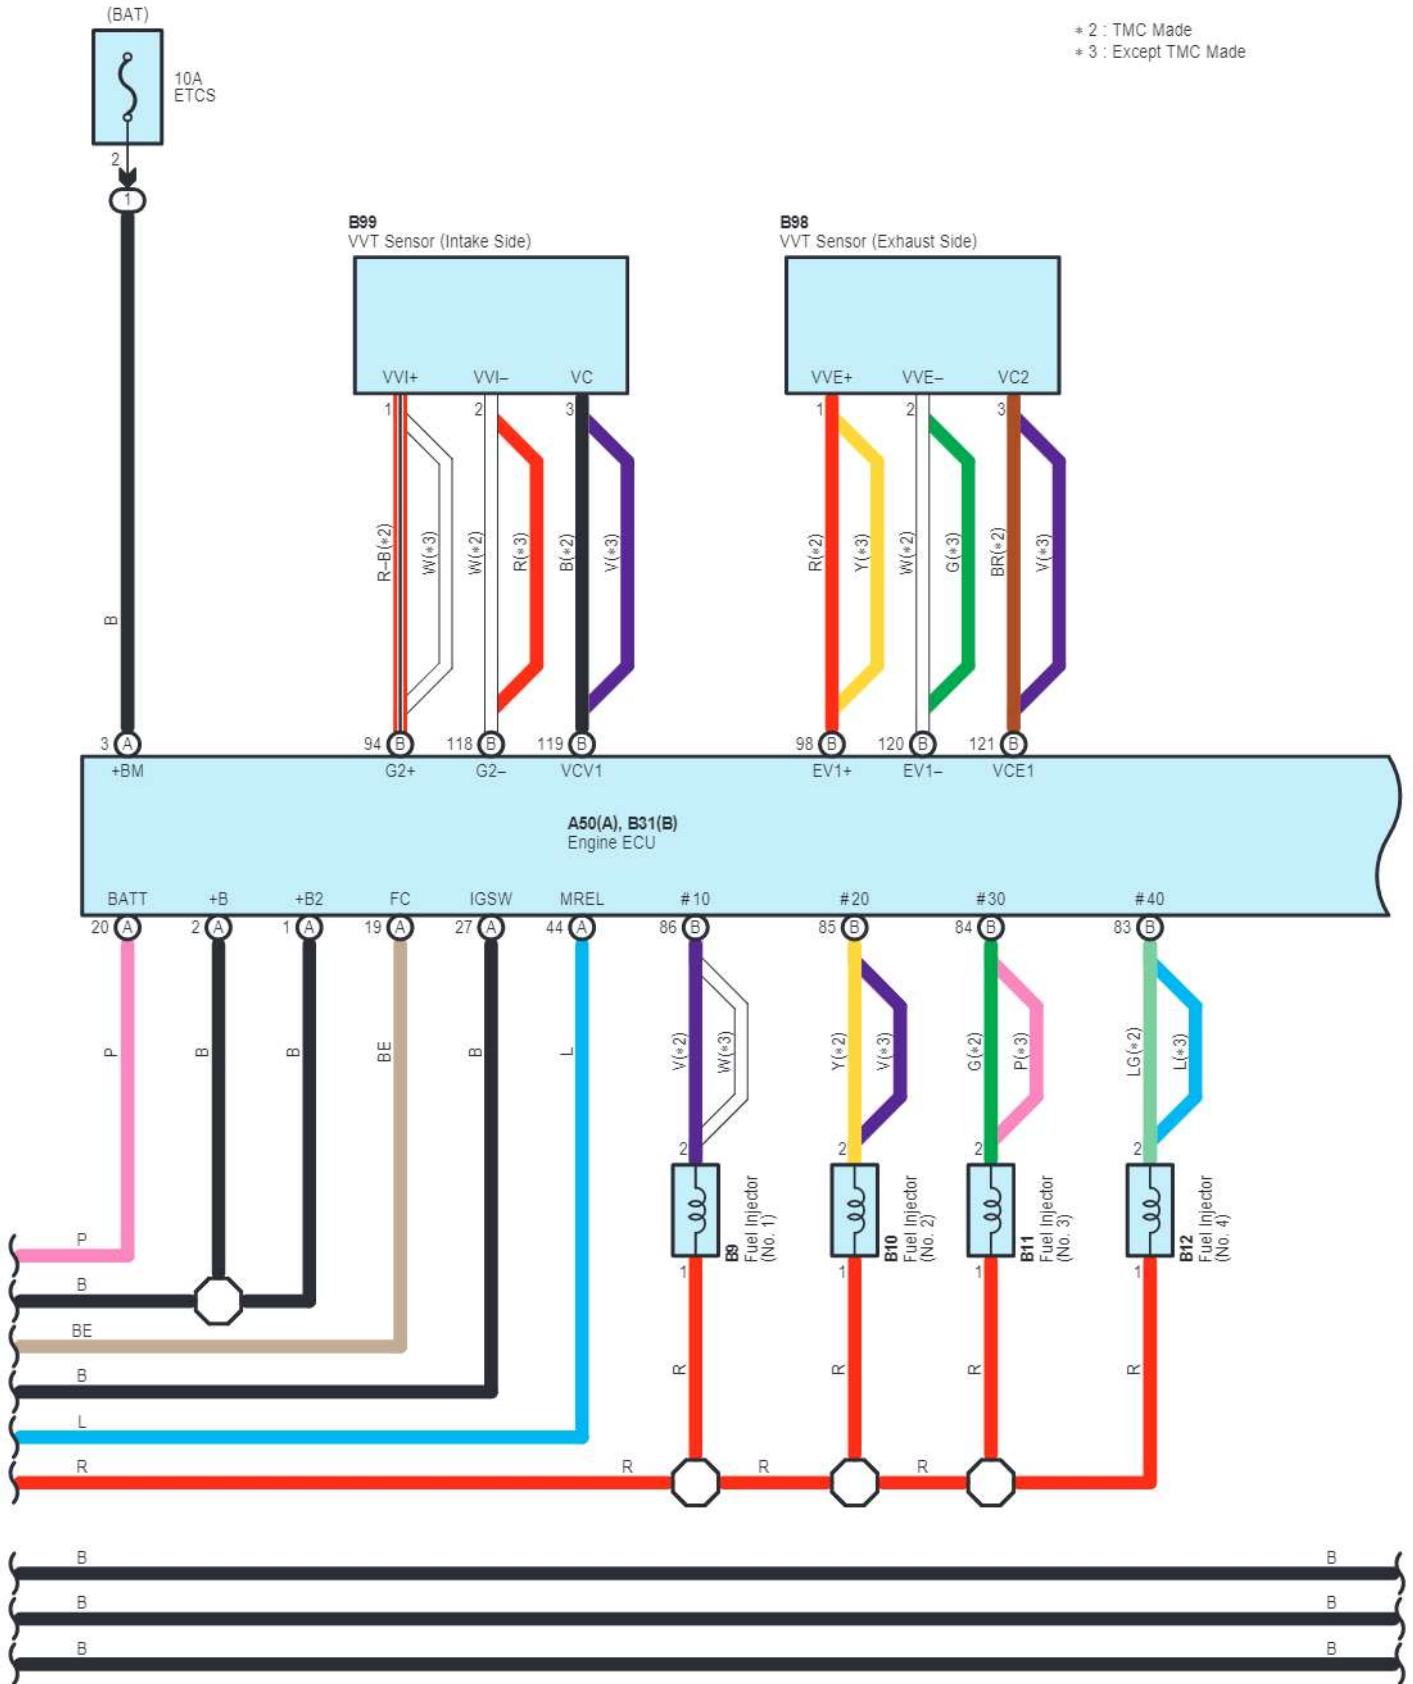 (BAT)
∗ 2 : TMC Made
∗ 3 : Except TMC Made
10A
ETCS
2
1
B99
VVT Sensor (Intake Side)
B98
VVT Sensor (Exhaust Side)
VVI+ VVI– VC
VVE+ VVE– VC2
1 2 3
1 2 3
B
R–B(∗2)
W(∗3)
W(∗2)
R(∗3)
B(∗2)
V(∗3)
R(∗2)
Y(∗3)
W(∗2)
G(∗3)
BR(∗2)
V(∗3)
3 A
94 B
118 B
119 B
98 B
120 B
121 B
+BM G2+ G2– VCV1 EV1+ EV1– VCE1
A50(A), B31(B)
Engine ECU
BATT +B +B2 FC IGSW MREL #10 #20 #30 #40
20 A
2 A
1 A
19 A
27 A
44 A
86 B
85 B
84 B
83 B
P
B
B
BE
B
L
V(∗2)
W(∗3)
Y(∗2)
V(∗3)
G(∗2)
P(∗3)
LG(∗2)
L(∗3)
2
2
2
2
B9
Fuel Injector
(No. 1)
B10
Fuel Injector
(No. 2)
B11
Fuel Injector
(No. 3)
B12
Fuel Injector
(No. 4)
1
1
1
1
P
B
BE
B
L
R
R
R
R
R R R R
B B
B B
B B